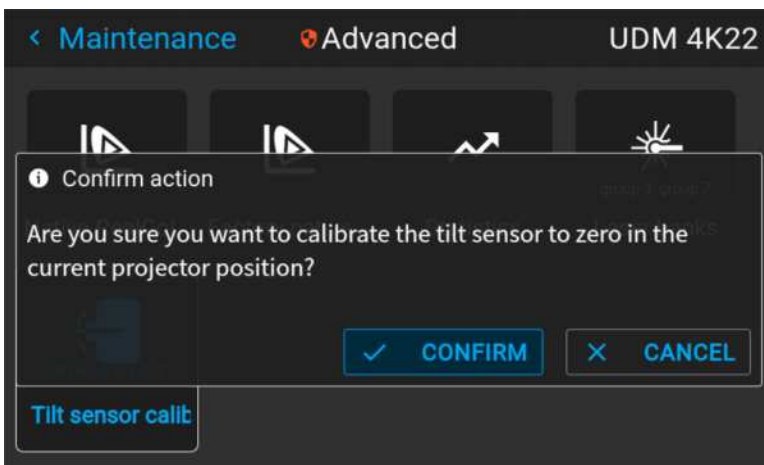 Maintenance
Advanced
UDM 4K22
Confirm action
Are you sure you want to calibrate the tilt sensor to zero in the
current projector position?
CONFIRM
CANCEL
Tilt sensor calib